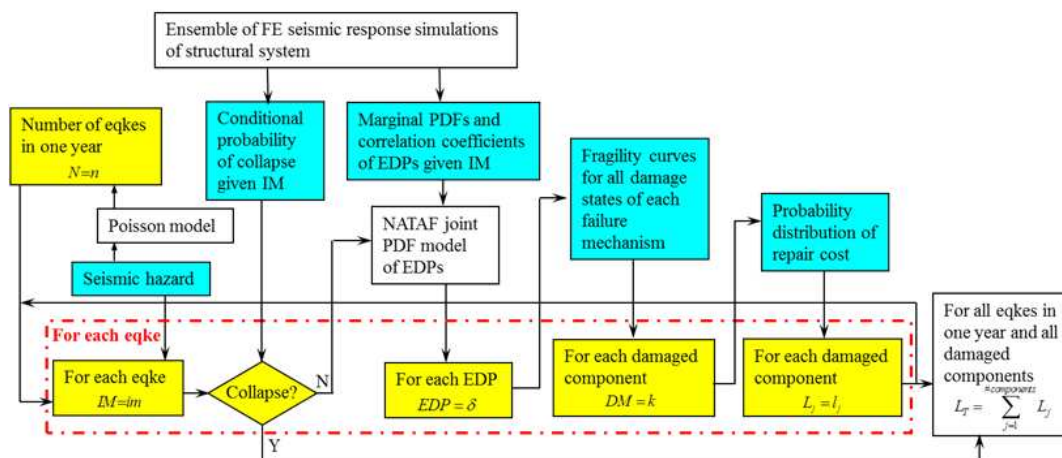 Ensemble of FE seismic response simulations
of structural system
Number of eqkes
in one year
N=n
Conditional
probability
of collapse
given IM
Marginal PDFs and
correlation coefficients
of EDPs given IM
Fragility curves
for all damage
states of each
failure
mechanism
Poisson model
NATAF joint
PDF model
of EDPs
Probability
distribution of
repair cost
Seismic hazard
For each eqke
For each eqke
IM=im
Collapse?
N
Y
For each EDP
EDP = δ
For each damaged
component
DM = k
For each damaged
component
L_j = l_j
For all eqkes in
one year and all
damaged
components
L_T = \sum_{j=1}^{# components} L_j